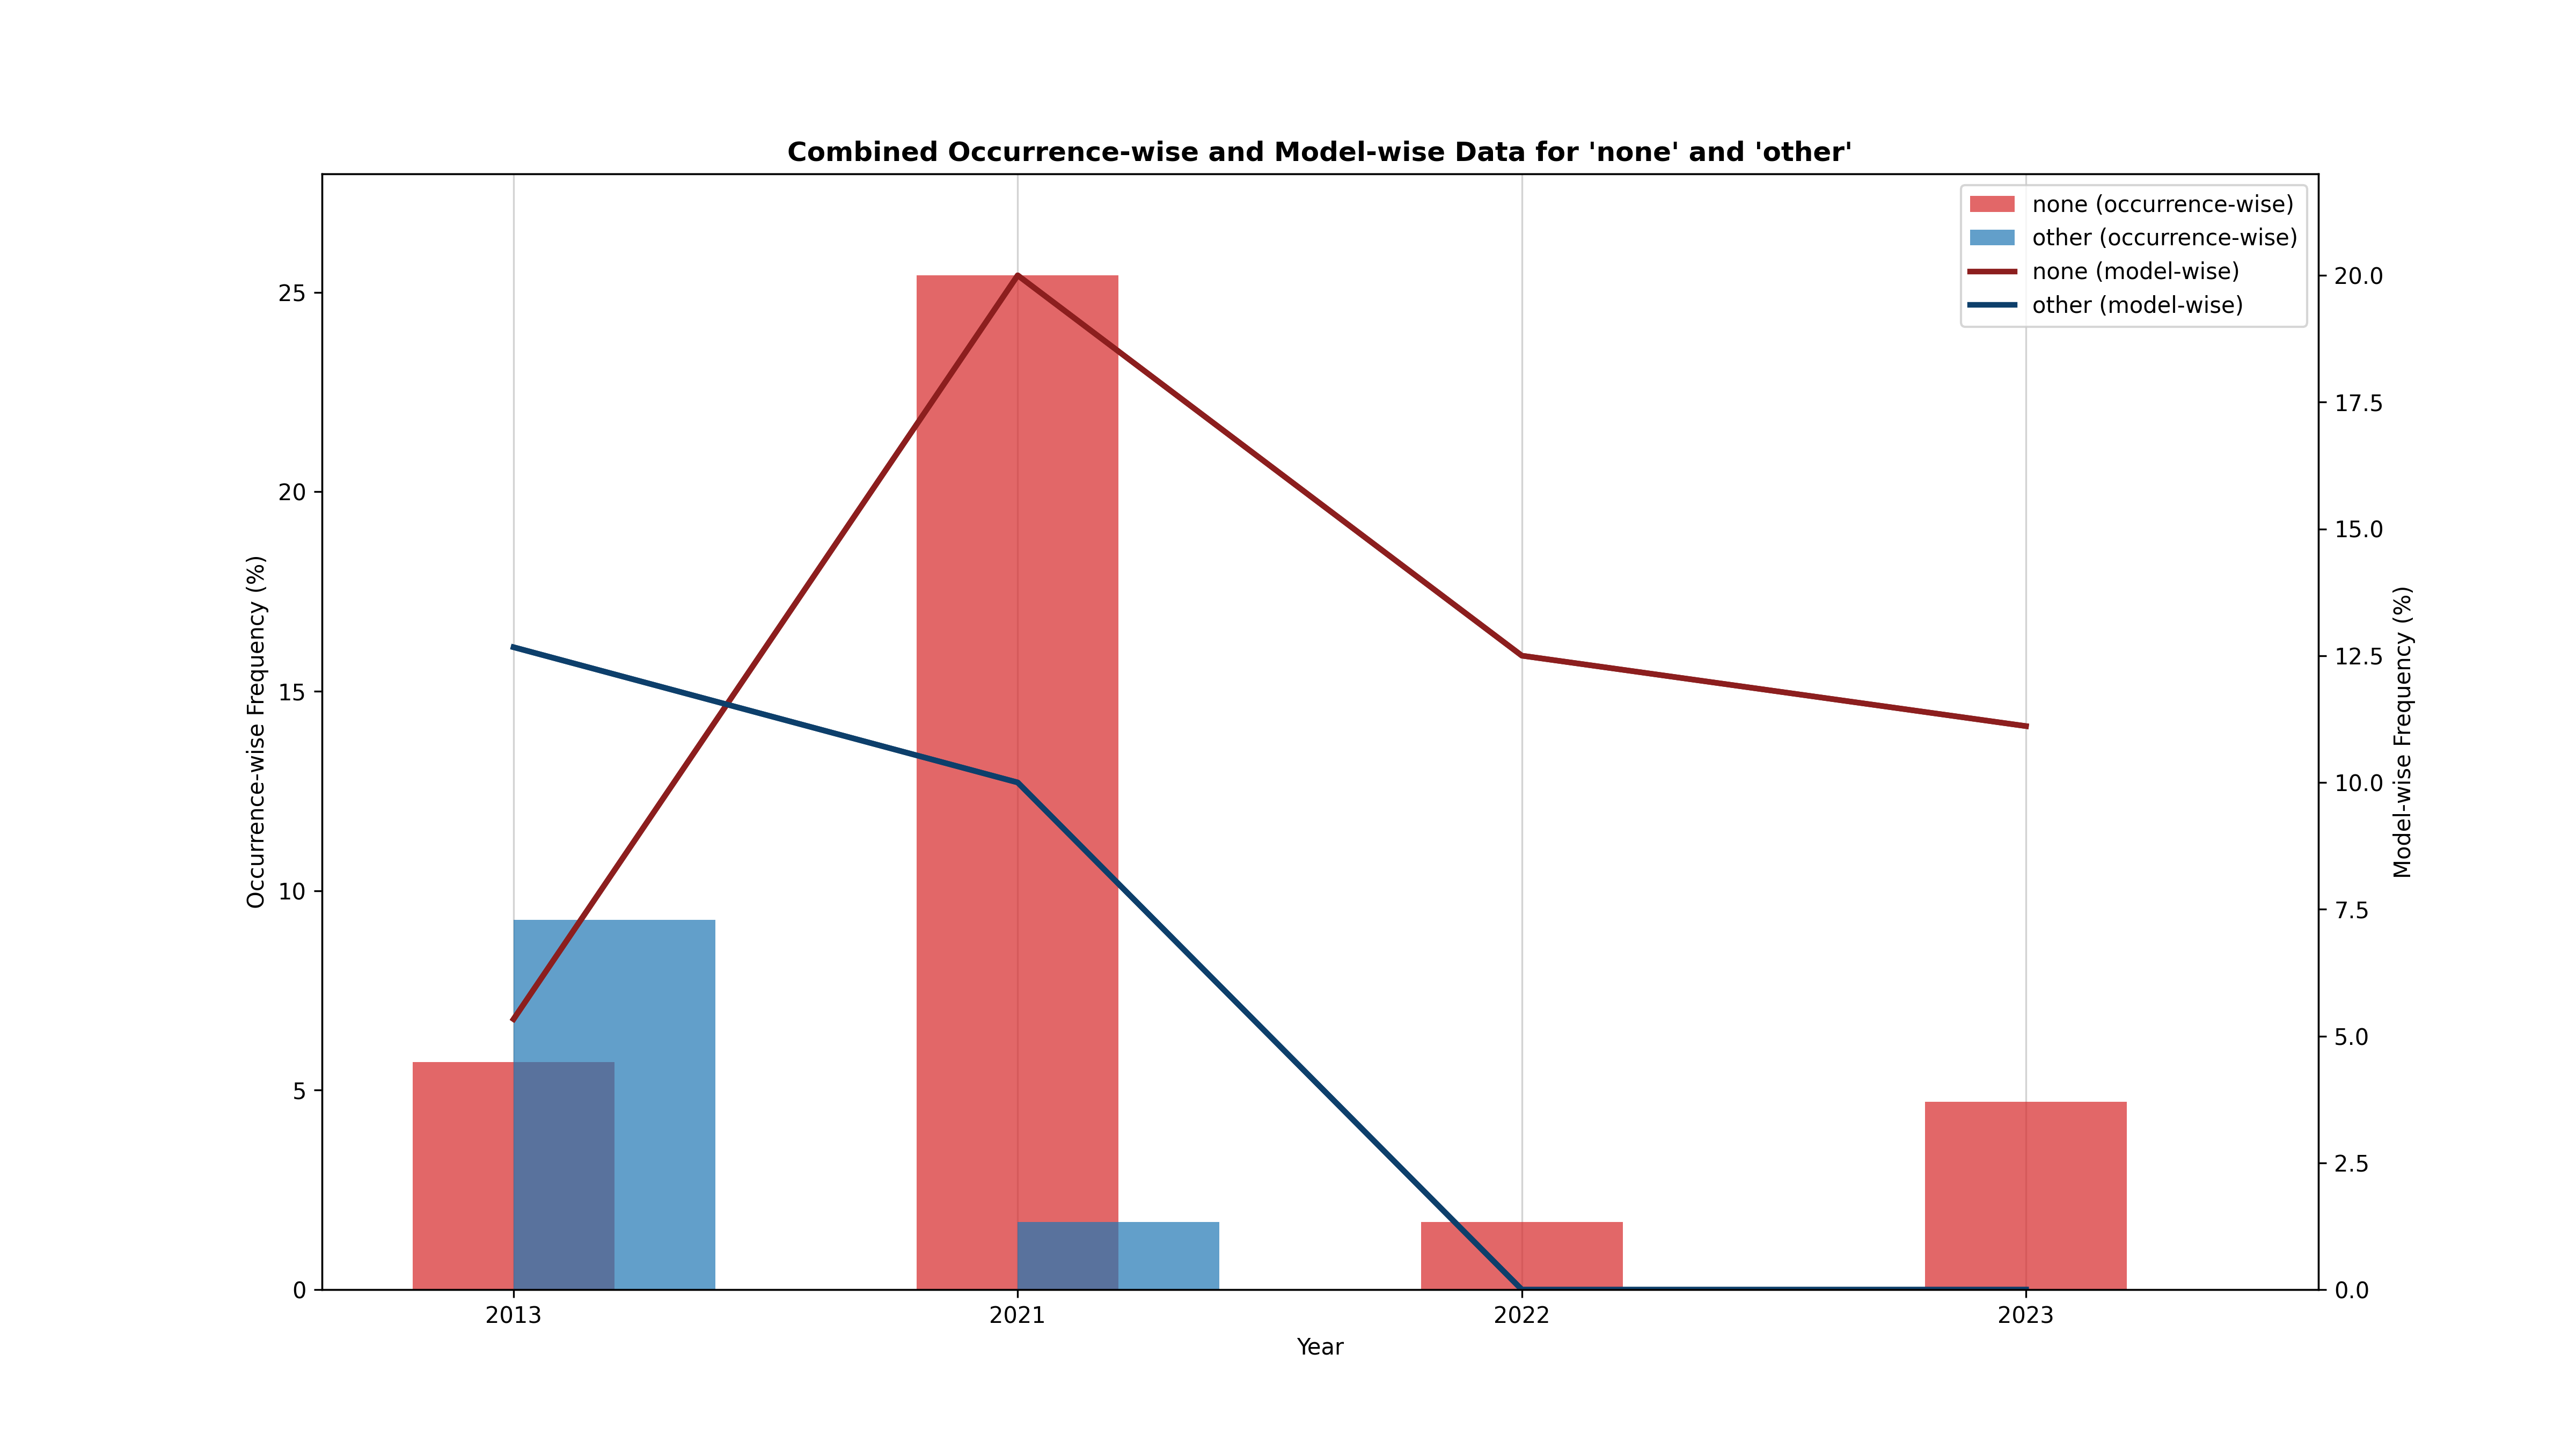 Combined Occurrence-wise and Model-wise Data for 'none' and 'other'
none (occurrence-wise)
other (occurrence-wise)
none (model-wise)
other (model-wise)
Occurrence-wise Frequency (%)
25
20
15
10
5
0
20.0
17.5
15.0
12.5
10.0
7.5
5.0
2.5
0.0
Model-wise Frequency (%)
2013 2021 2022 2023
Year